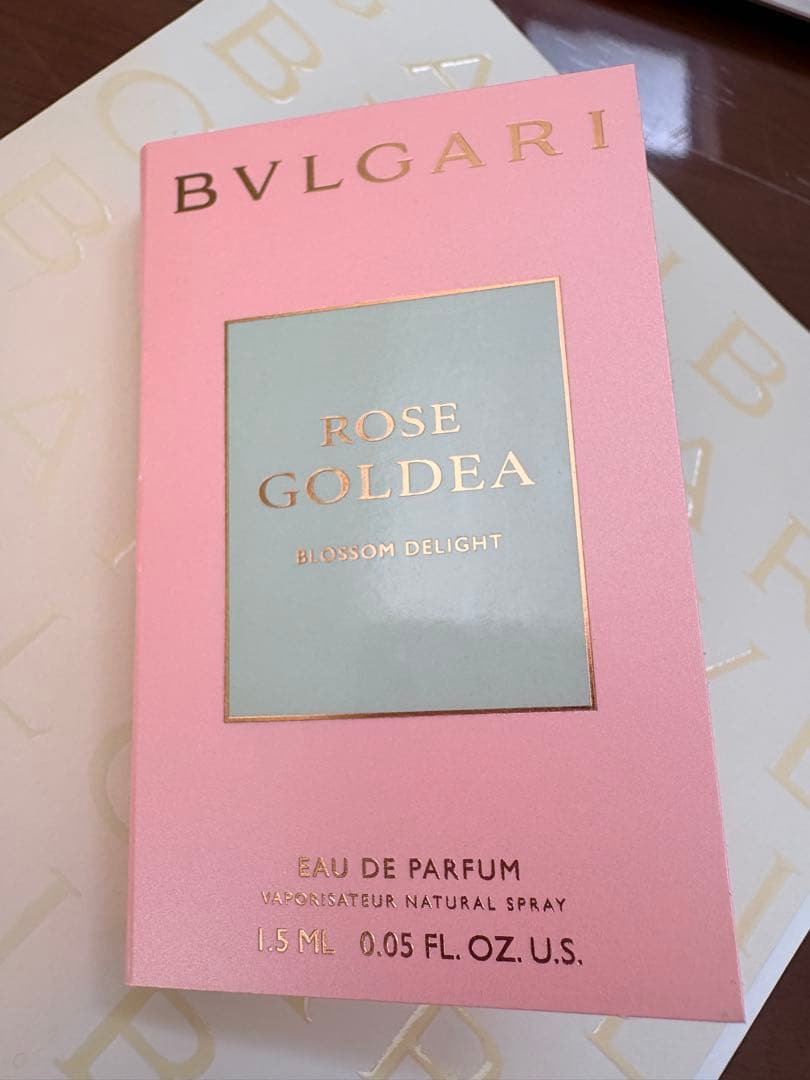 BVLGARI
ROSE
GOLDEA
BLOSSOM DELIGHT
EAU DE PARFUM
VAPORISATEUR NATURAL SPRAY
1.5 ML 0.05 FL. OZ. U.S.